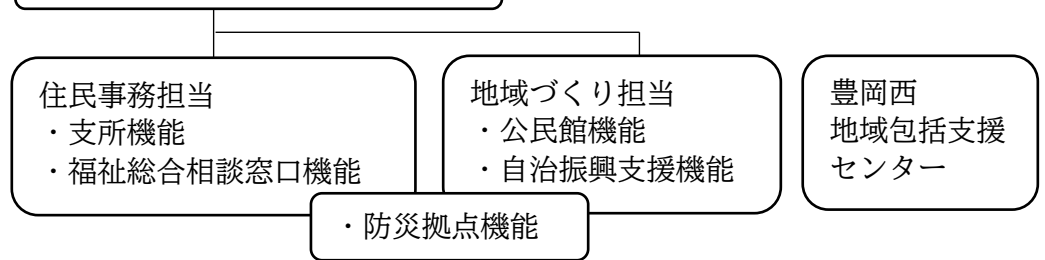 住民事務担当
・支所機能
・福祉総合相談窓口機能
地域づくり担当
・公民館機能
・自治振興支援機能
・防災拠点機能
豊岡西
地域包括支援
センター